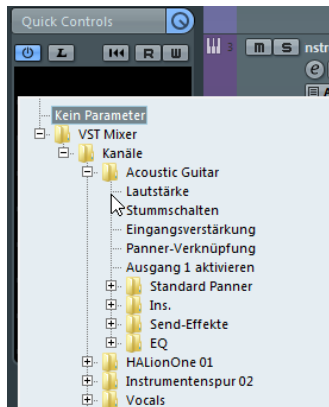 Quick Controls
L R W
3 m S nstr
e
Kein Parameter
VST Mixer
Kanäle
Acoustic Guitar
Lautstärke
Stummschalten
Eingangsverstärkung
Panner-Verknüpfung
Ausgang 1 aktivieren
Standard Panner
Ins.
Send-Effekte
EQ
HALionOne 01
Instrumentenspur 02
Vocals